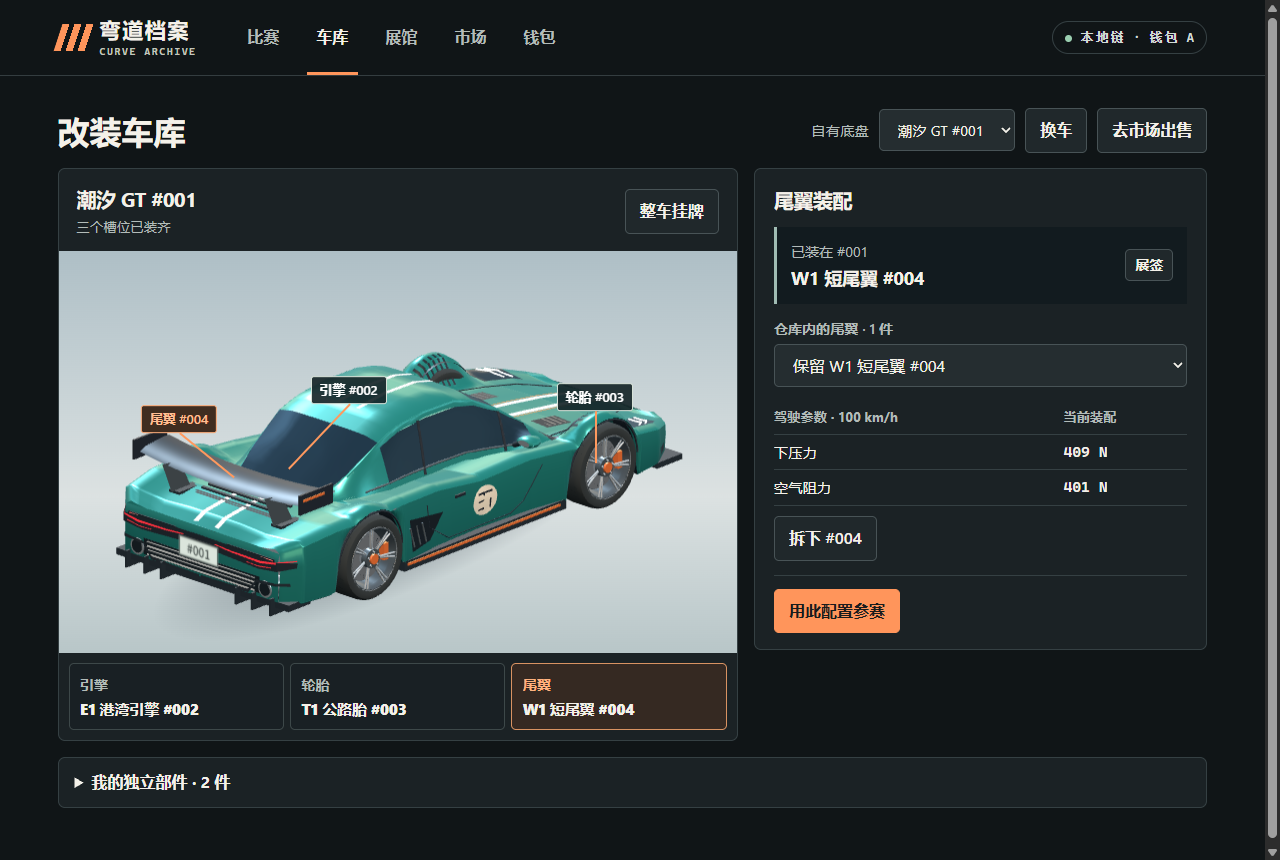 弯道档案
CURVE ARCHIVE
比赛
车库
展馆
市场
钱包
本地链 · 钱包 A
改装车库
自有底盘
潮汐 GT #001
换车
去市场出售
潮汐 GT #001
三个槽位已装齐
整车挂牌
引擎 #002
轮胎 #003
尾翼 #004
#001
引擎
E1 港湾引擎 #002
轮胎
T1 公路胎 #003
尾翼
W1 短尾翼 #004
尾翼装配
已装在 #001
W1 短尾翼 #004
展签
仓库内的尾翼 · 1 件
保留 W1 短尾翼 #004
驾驶参数 · 100 km/h
当前装配
下压力
409 N
空气阻力
401 N
拆下 #004
用此配置参赛
我的独立部件 · 2 件